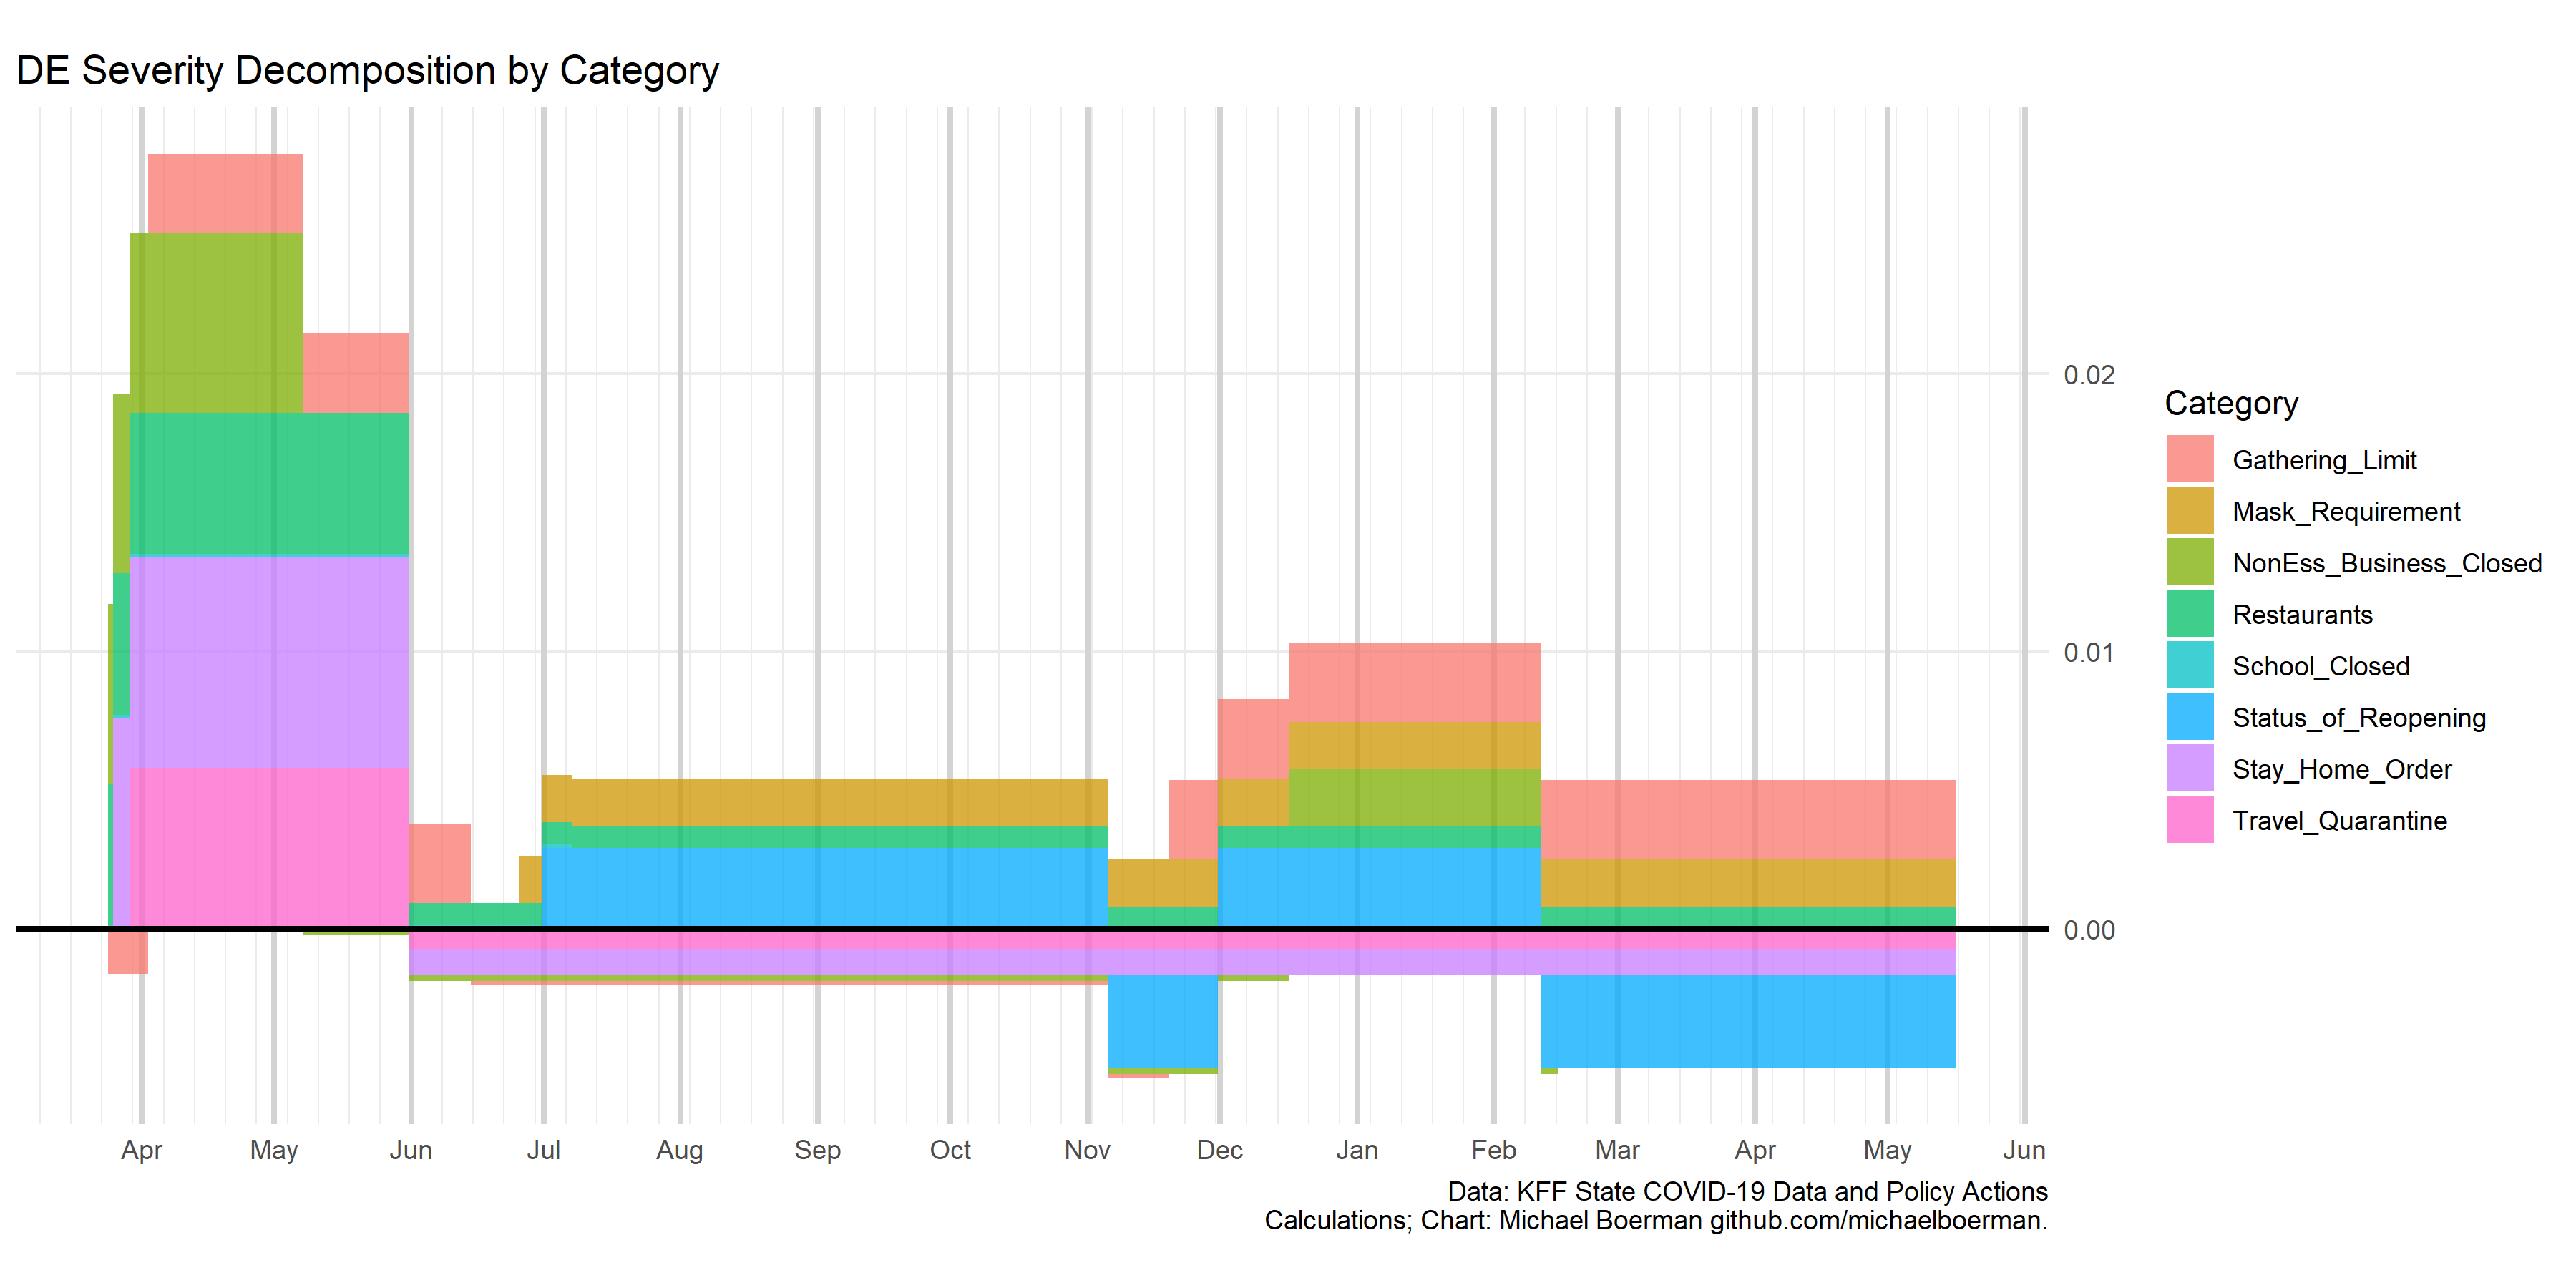 DE Severity Decomposition by Category
0.02
0.01
0.00
Category
Gathering_Limit
Mask_Requirement
NonEss_Business_Closed
Restaurants
School_Closed
Status_of_Reopening
Stay_Home_Order
Travel_Quarantine
Apr May Jun Jul Aug Sep Oct Nov Dec Jan Feb Mar Apr May Jun
Data: KFF State COVID-19 Data and Policy Actions
Calculations; Chart: Michael Boerman github.com/michaelboerman.